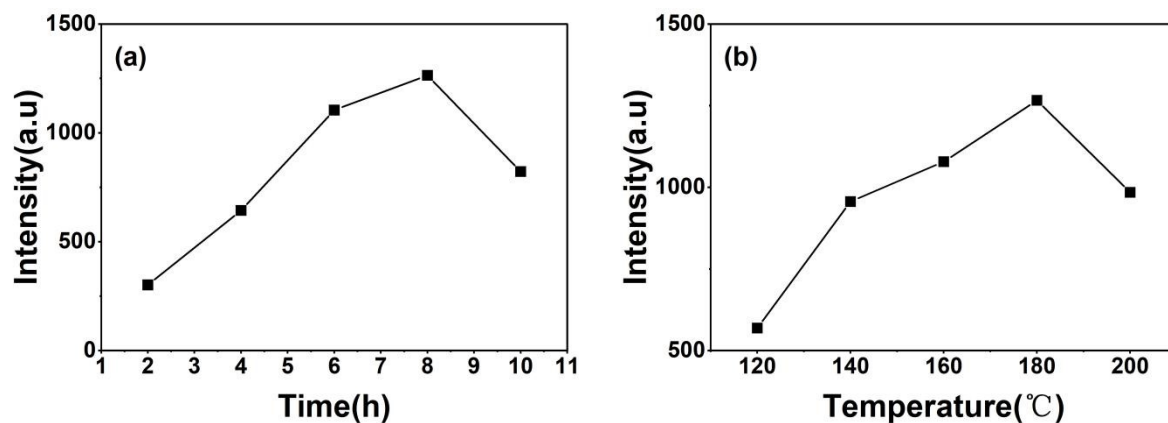 (a)
Intensity(a.u)
1500
1000
500
0
1 2 3 4 5 6 7 8 9 10 11
Time(h)
(b)
Intensity(a.u)
1500
1000
500
120 140 160 180 200
Temperature(℃)